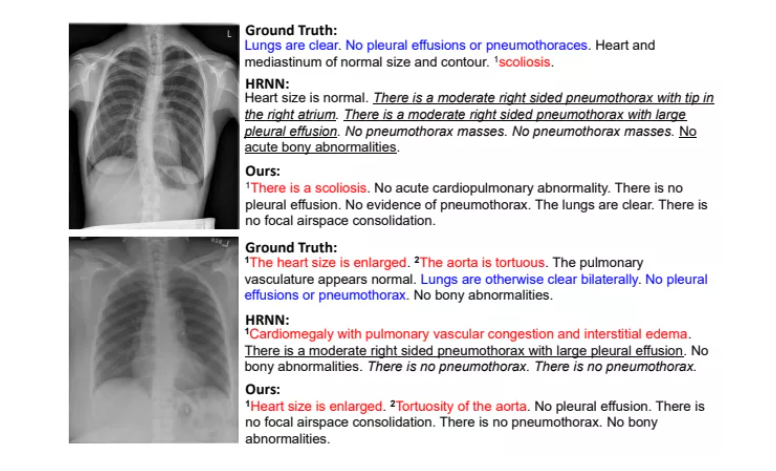 L
Ground Truth:
Lungs are clear. No pleural effusions or pneumothoraces. Heart and
mediastinum of normal size and contour. ¹scoliosis.
HRNN:
Heart size is normal. There is a moderate right sided pneumothorax with tip in
the right atrium. There is a moderate right sided pneumothorax with large
pleural effusion. No pneumothorax masses. No pneumothorax masses. No
acute bony abnormalities.
Ours:
¹There is a scoliosis. No acute cardiopulmonary abnormality. There is no
pleural effusion. No evidence of pneumothorax. The lungs are clear. There is
no focal airspace consolidation.
Ground Truth:
¹The heart size is enlarged. ²The aorta is tortuous. The pulmonary
vasculature appears normal. Lungs are otherwise clear bilaterally. No pleural
effusions or pneumothorax. No bony abnormalities.
HRNN:
¹Cardiomegaly with pulmonary vascular congestion and interstitial edema.
There is a moderate right sided pneumothorax with large pleural effusion. No
bony abnormalities. There is no pneumothorax. There is no pneumothorax.
Ours:
¹Heart size is enlarged. ²Tortuosity of the aorta. No pleural effusion. There is
no focal airspace consolidation. There is no pneumothorax. No bony
abnormalities.